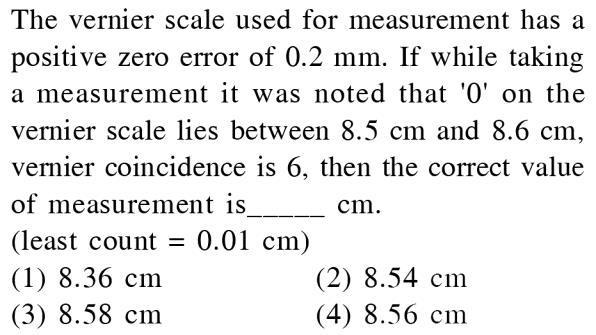 The vernier scale used for measurement has a
positive zero error of 0.2 mm. If while taking
a measurement it was noted that '0' on the
vernier scale lies between 8.5 cm and 8.6 cm,
vernier coincidence is 6, then the correct value
of measurement is_____ cm.
(least count = 0.01 cm)
(1) 8.36 cm (2) 8.54 cm
(3) 8.58 cm (4) 8.56 cm